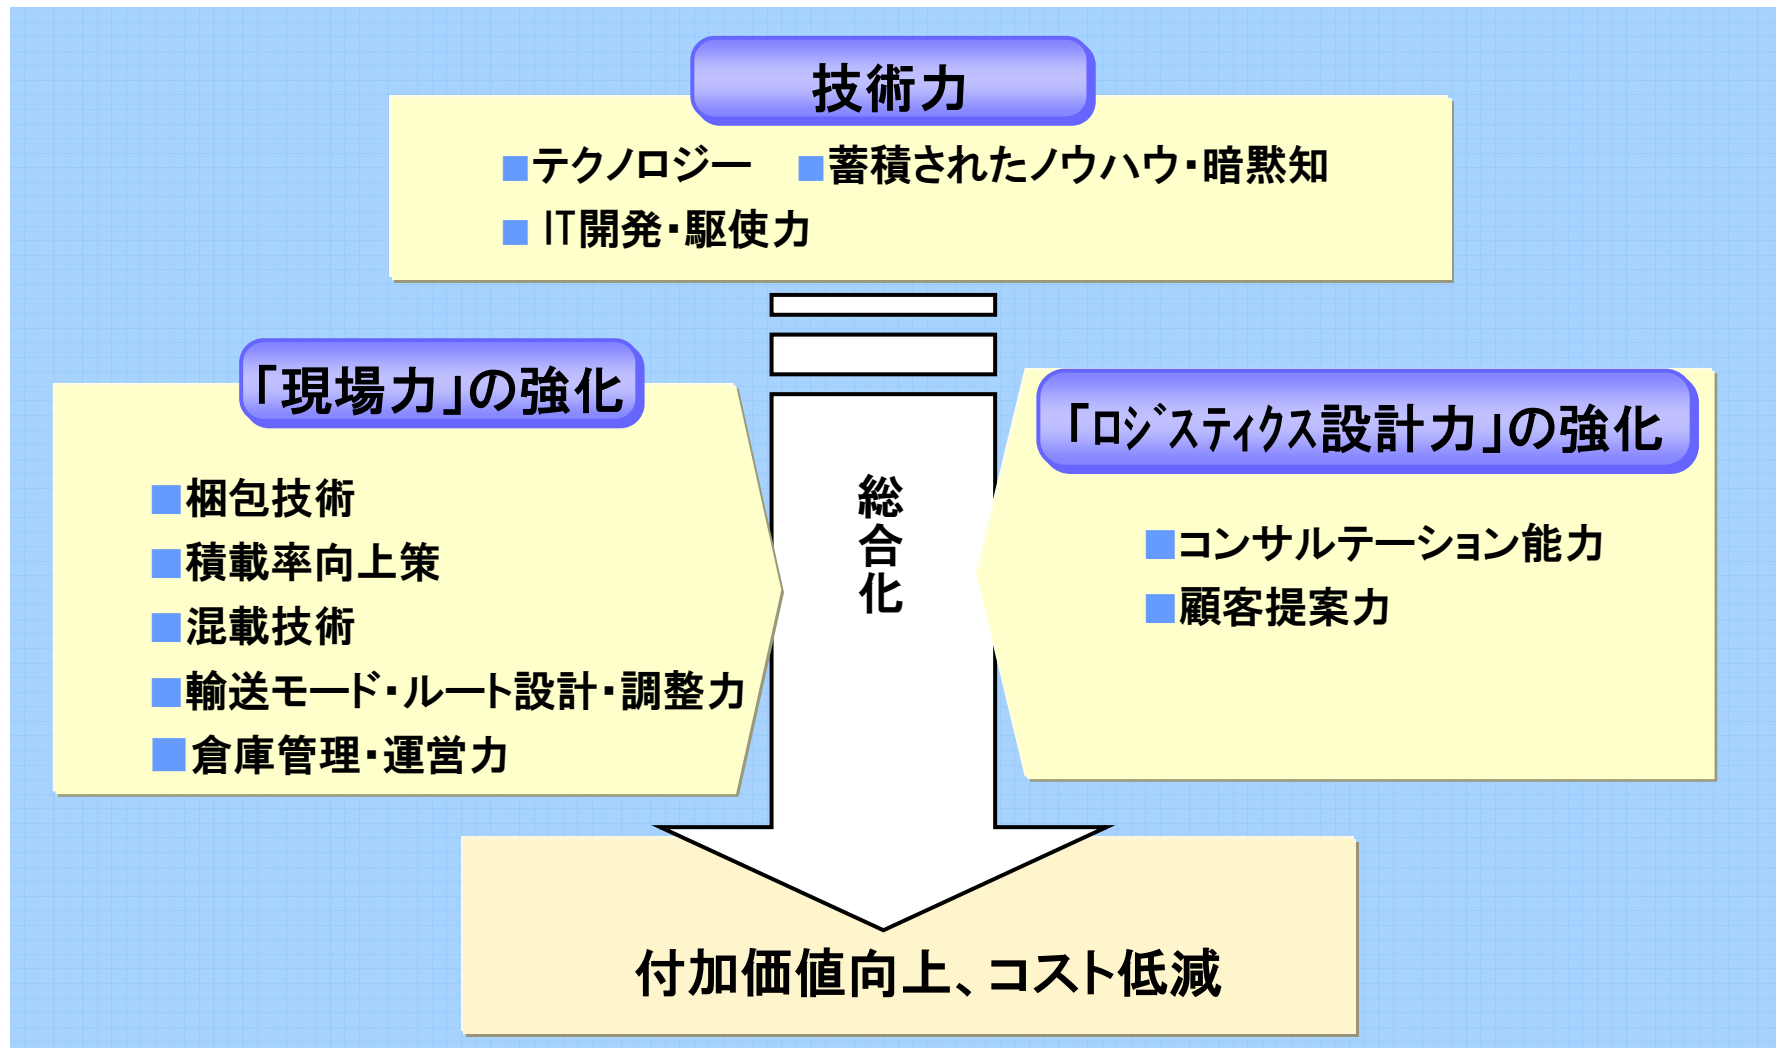 技術力
■テクノロジー ■蓄積されたノウハウ・暗黙知
■IT開発・駆使力
「現場力」の強化
■梱包技術
■積載率向上策
■混載技術
■輸送モード・ルート設計・調整力
■倉庫管理・運営力
総合化
「ﾛｼﾞｽﾃｨｸｽ設計力」の強化
■コンサルテーション能力
■顧客提案力
付加価値向上、コスト低減